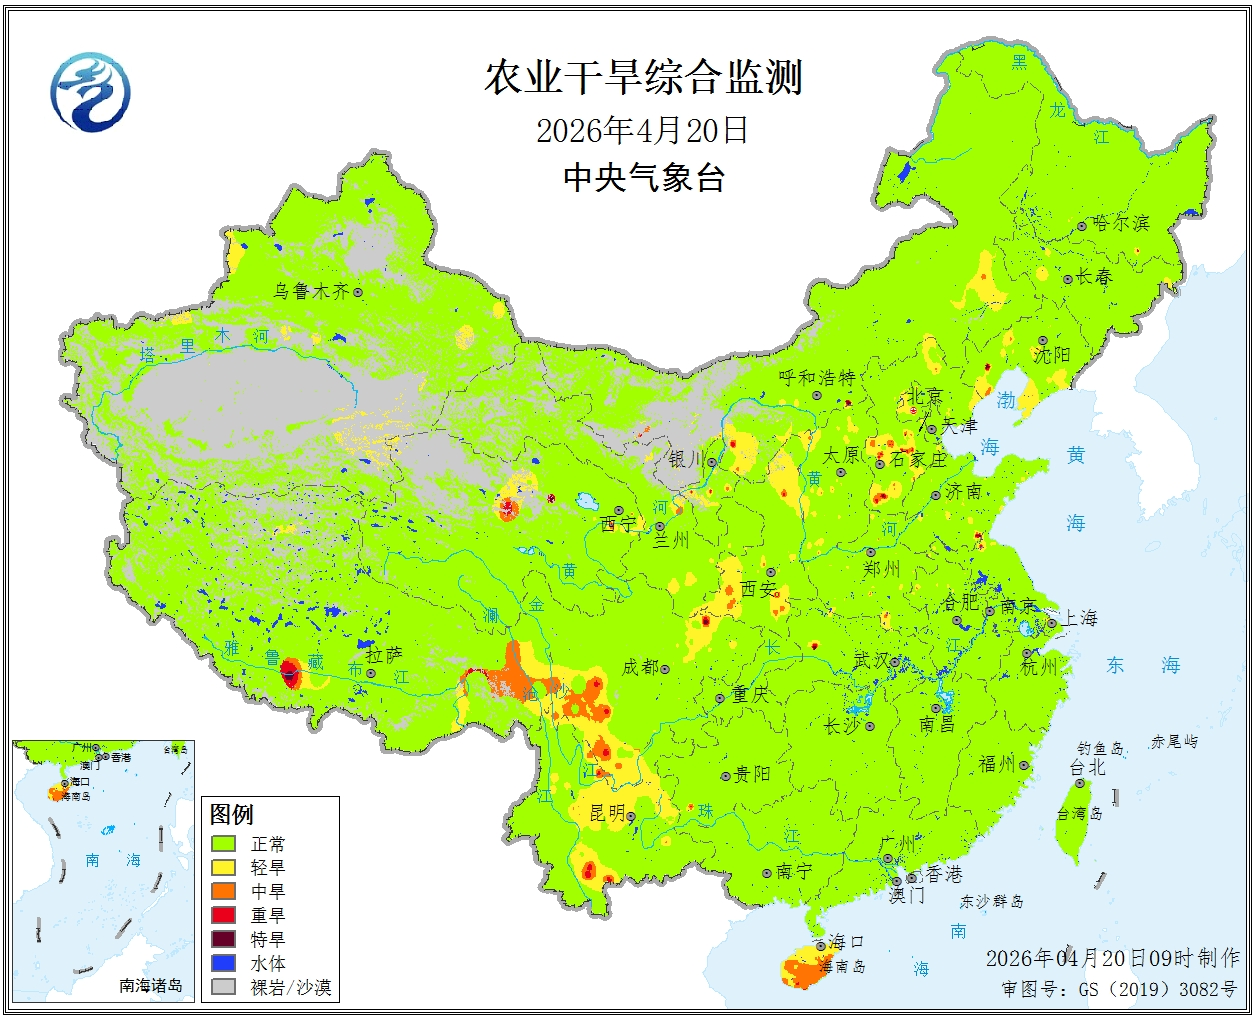 农业干旱综合监测
2026年4月20日
中央气象台
黑
龙
江
哈尔滨
长春
沈阳
乌鲁木齐
塔
里
木
河
呼和浩特
北京
天津
渤
海
黄
海
银川
太原
石家庄
济南
黄
河
西宁
兰州
河
黄
郑州
西安
合肥
南京
上海
杭州
江
长
武汉
澜
金
沧
沙
江
江
雅
鲁
藏
布
江
拉萨
成都
重庆
长沙
南昌
东
海
钓鱼岛
赤尾屿
台北
台湾岛
福州
贵阳
昆明
珠
江
广州
香港
澳门
南宁
东沙群岛
南
海
海口
海南岛
广州
香港
澳门
海口
海南岛
台湾岛
南
海
南海诸岛
图例
正常
轻旱
中旱
重旱
特旱
水体
裸岩/沙漠
2026年04月20日09时制作
审图号：GS（2019）3082号